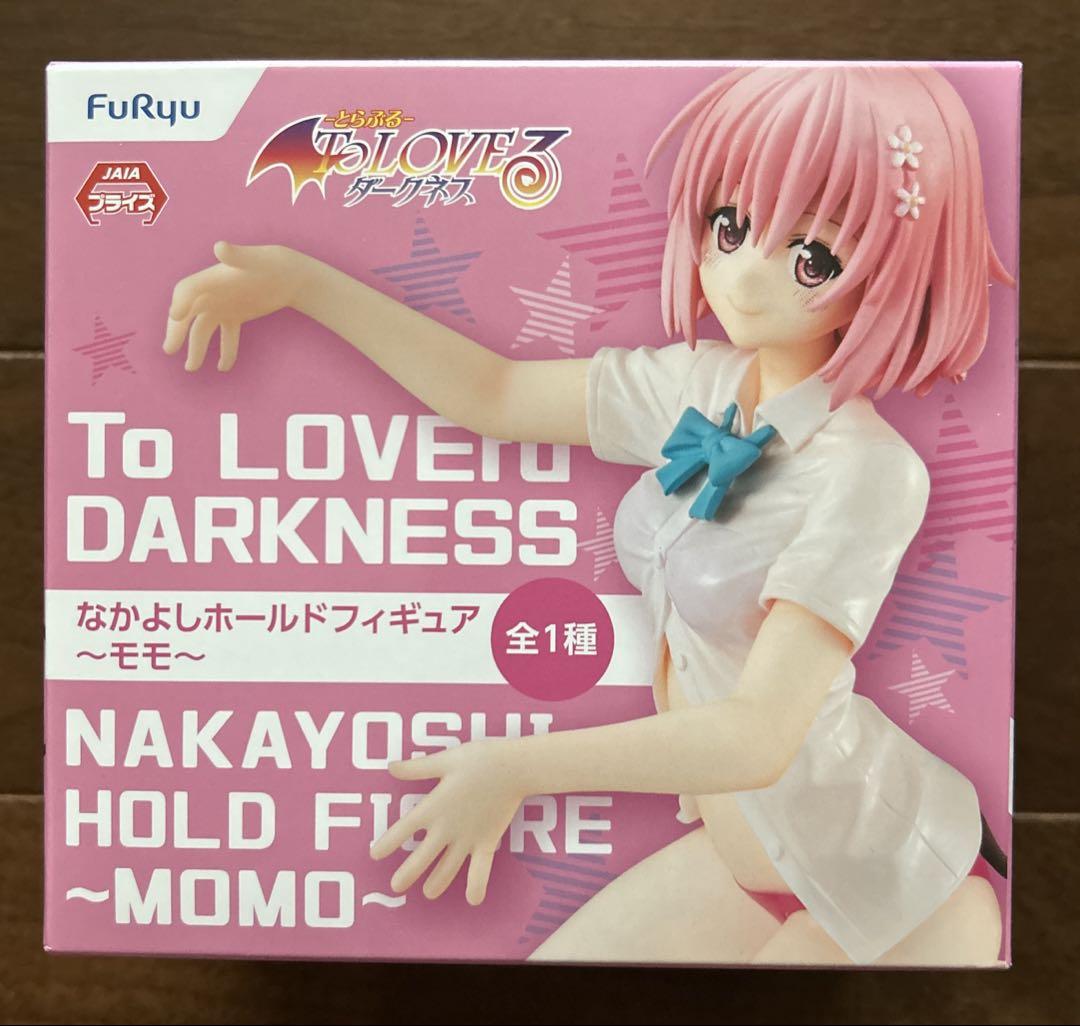 FuRyu
JAIA
プライズ
-とらぶる-
To LOVEる
ダークネス
To LOVEru
DARKNESS
なかよしホールドフィギュア
～モモ～
全1種
NAKAYOSHI
HOLD FIGURE
~MOMO~